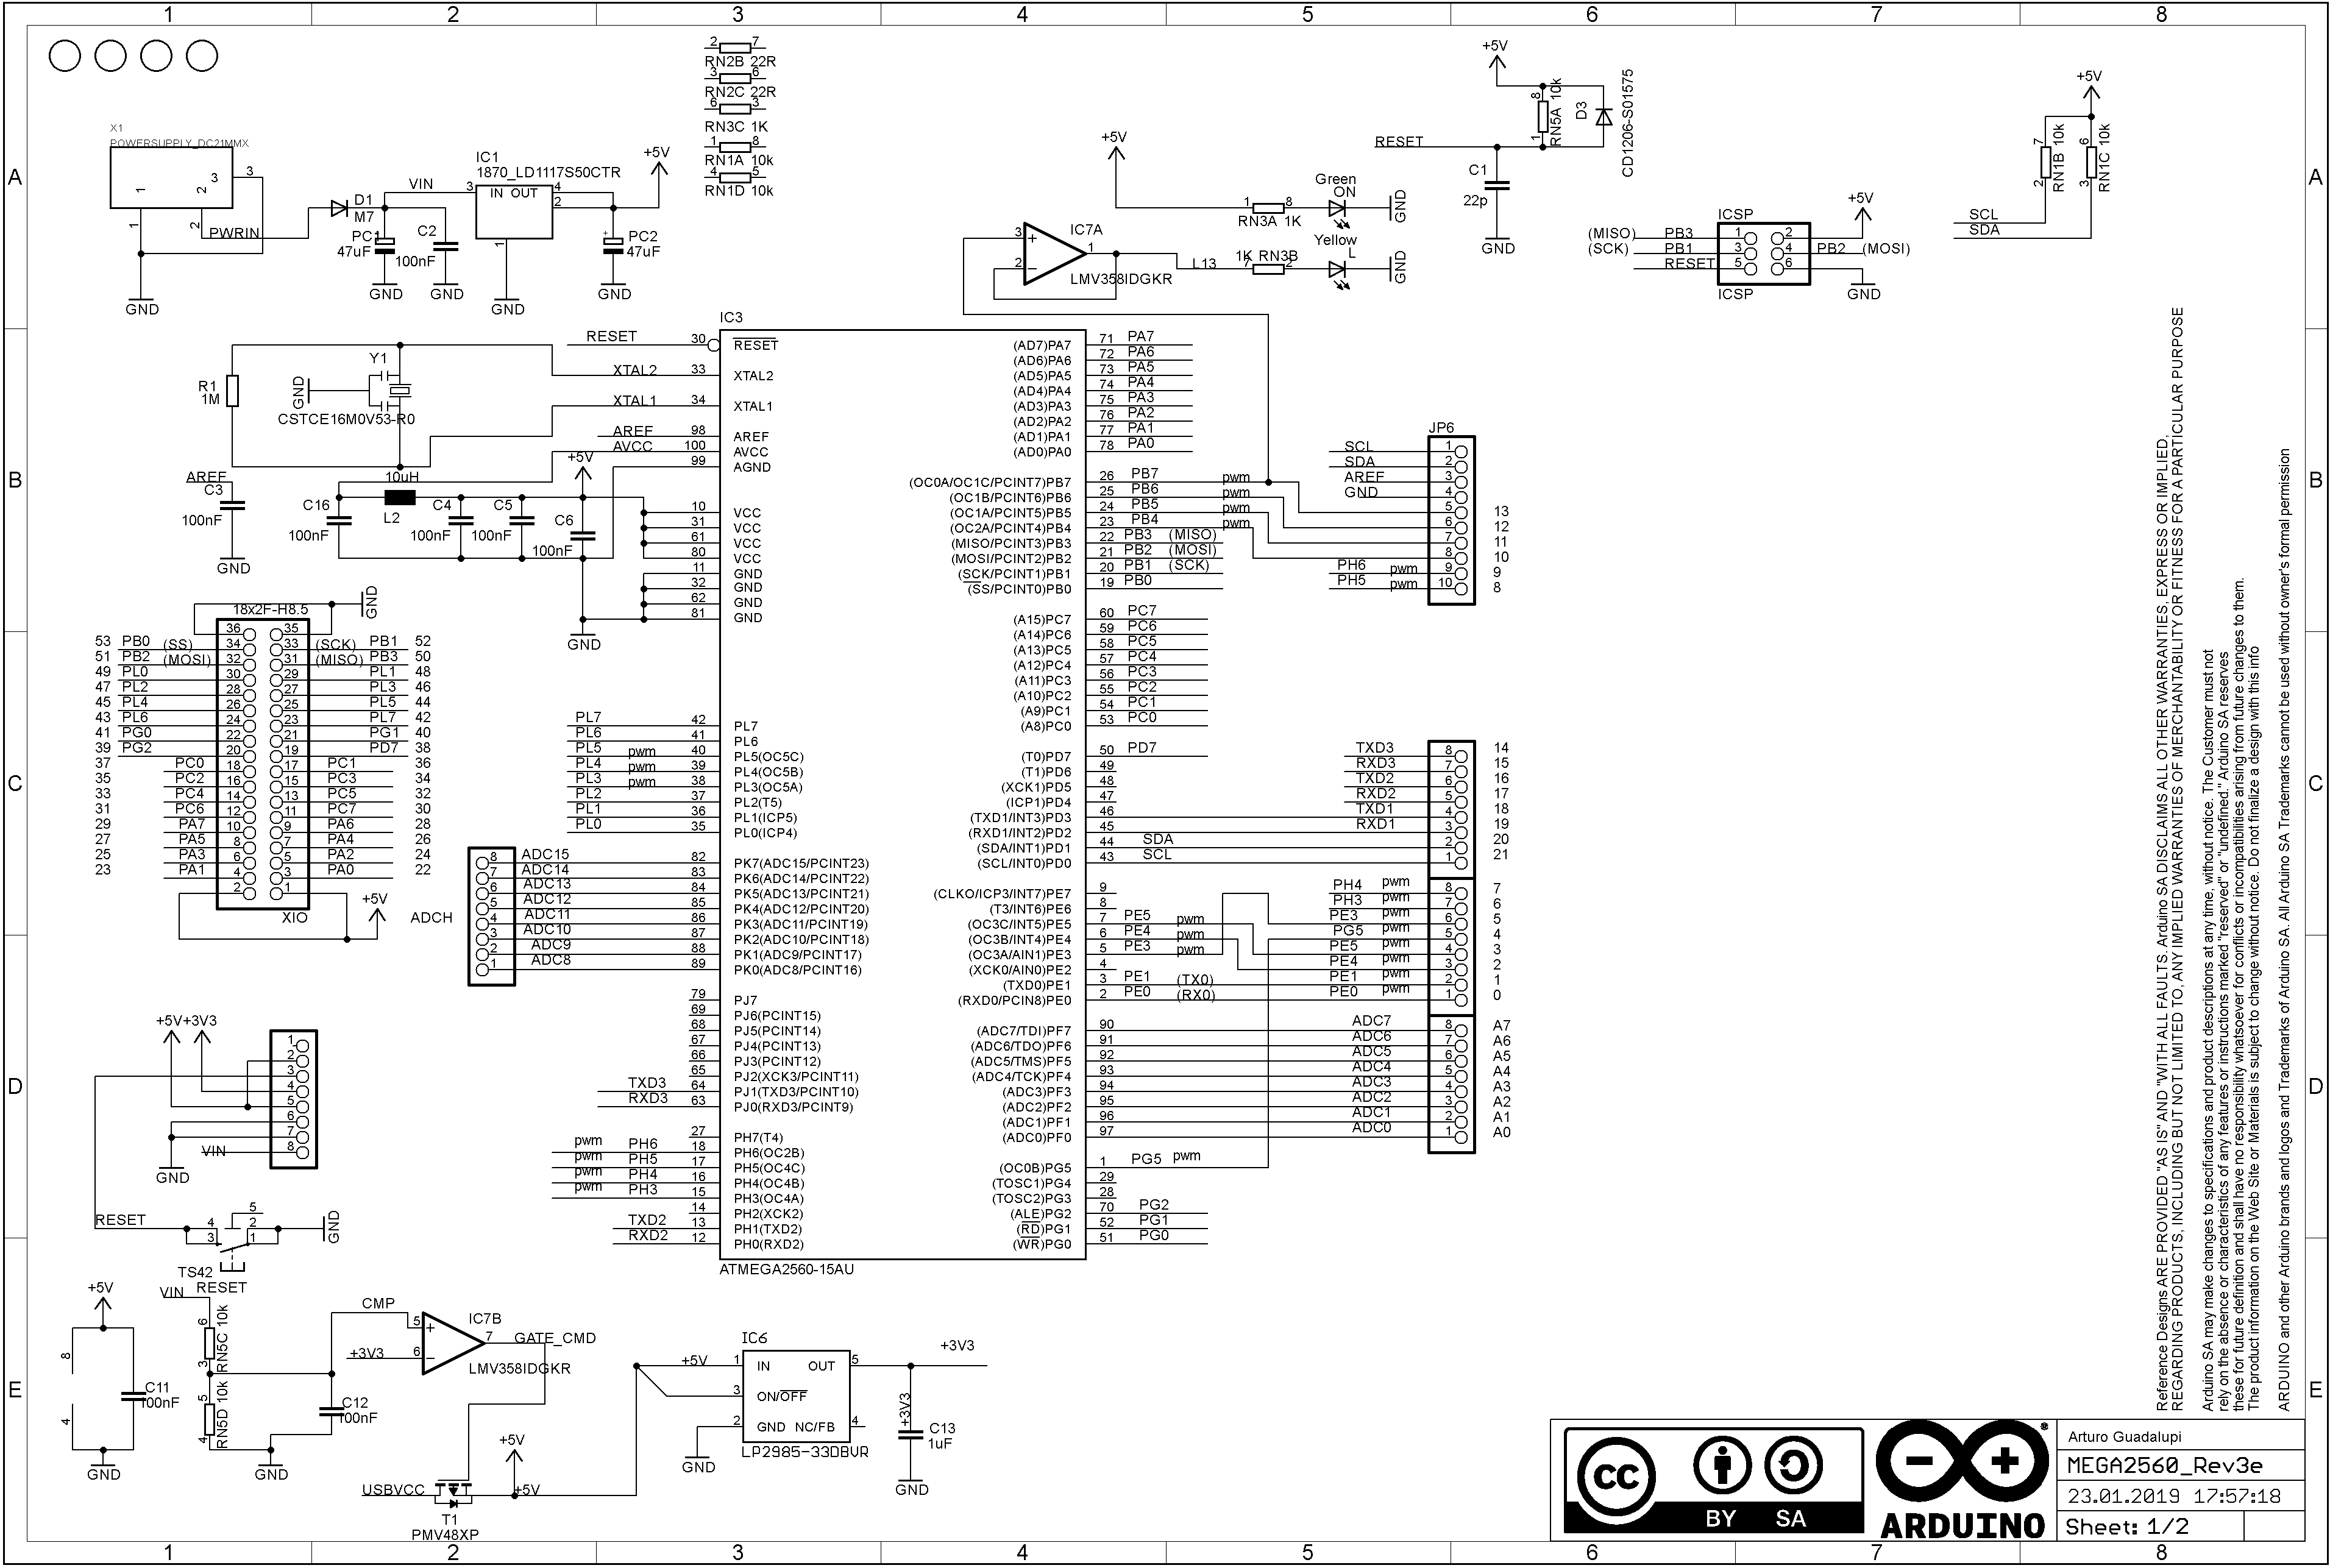 1 2 3 4 5 6 7 8
A
B
C
D
E
X1
POWERSUPPLY_DC21MMX
3
1
2
3
1
2
PWRIN
GND
D1
M7
VIN
PC1
47uF
C2
100nF
GND
GND
IC1
1870_LD1117S50CTR
3 IN OUT 4
2
1
GND
+5V
PC2
47uF
GND
2 7
RN2B 22R
3 6
RN2C 22R
6 3
RN3C 1K
1 8
RN1A 10k
4 5
RN1D 10k
+5V
3
2
1
IC7A
LMV358IDGKR
L13
1 8
RN3A 1K
Green
ON
GND
1K RN3B
7 2
Yellow
L
GND
+5V
8
1
RN5A 10k
D3
CD1206-S01575
RESET
C1
22p
GND
ICSP
(MISO) PB3 1 2 +5V
(SCK) PB1 3 4 PB2 (MOSI)
RESET 5 6 GND
ICSP
+5V
7
2
RN1B 10k
6
3
RN1C 10k
SCL
SDA
R1
1M
Y1
GND
CSTCE16M0V53-R0
AREF
C3
100nF
GND
C16
100nF
10uH
L2
C4
100nF
C5
100nF
+5V
C6
100nF
GND
IC3
RESET 30 RESET
XTAL2 33 XTAL2
XTAL1 34 XTAL1
AREF 98 AREF
AVCC 100 AVCC
99 AGND
10 VCC
31 VCC
61 VCC
80 VCC
11 GND
32 GND
62 GND
81 GND
PL7 42 PL7
PL6 41 PL6
PL5 pwm 40 PL5(OC5C)
PL4 pwm 39 PL4(OC5B)
PL3 pwm 38 PL3(OC5A)
PL2 37 PL2(T5)
PL1 36 PL1(ICP5)
PL0 35 PL0(ICP4)
8 ADC15 82 PK7(ADC15/PCINT23)
7 ADC14 83 PK6(ADC14/PCINT22)
6 ADC13 84 PK5(ADC13/PCINT21)
5 ADC12 85 PK4(ADC12/PCINT20)
4 ADC11 86 PK3(ADC11/PCINT19)
3 ADC10 87 PK2(ADC10/PCINT18)
2 ADC9 88 PK1(ADC9/PCINT17)
1 ADC8 89 PK0(ADC8/PCINT16)
ADCH
79 PJ7
69 PJ6(PCINT15)
68 PJ5(PCINT14)
67 PJ4(PCINT13)
66 PJ3(PCINT12)
65 PJ2(XCK3/PCINT11)
TXD3 64 PJ1(TXD3/PCINT10)
RXD3 63 PJ0(RXD3/PCINT9)
27 PH7(T4)
pwm PH6 18 PH6(OC2B)
pwm PH5 17 PH5(OC4C)
pwm PH4 16 PH4(OC4B)
pwm PH3 15 PH3(OC4A)
14 PH2(XCK2)
TXD2 13 PH1(TXD2)
RXD2 12 PH0(RXD2)
ATMEGA2560-15AU
(AD7)PA7 71 PA7
(AD6)PA6 72 PA6
(AD5)PA5 73 PA5
(AD4)PA4 74 PA4
(AD3)PA3 75 PA3
(AD2)PA2 76 PA2
(AD1)PA1 77 PA1
(AD0)PA0 78 PA0
(OC0A/OC1C/PCINT7)PB7 26 PB7 pwm
(OC1B/PCINT6)PB6 25 PB6 pwm
(OC1A/PCINT5)PB5 24 PB5 pwm
(OC2A/PCINT4)PB4 23 PB4 pwm
(MISO/PCINT3)PB3 22 PB3 (MISO)
(MOSI/PCINT2)PB2 21 PB2 (MOSI)
(SCK/PCINT1)PB1 20 PB1 (SCK)
(SS/PCINT0)PB0 19 PB0
(A15)PC7 60 PC7
(A14)PC6 59 PC6
(A13)PC5 58 PC5
(A12)PC4 57 PC4
(A11)PC3 56 PC3
(A10)PC2 55 PC2
(A9)PC1 54 PC1
(A8)PC0 53 PC0
(T0)PD7 50 PD7
(T1)PD6 49
(XCK1)PD5 48
(ICP1)PD4 47
(TXD1/INT3)PD3 46
(RXD1/INT2)PD2 45
(SDA/INT1)PD1 44 SDA
(SCL/INT0)PD0 43 SCL
(CLKO/ICP3/INT7)PE7 9
(T3/INT6)PE6 8
(OC3C/INT5)PE5 7 PE5 pwm
(OC3B/INT4)PE4 6 PE4 pwm
(OC3A/AIN1)PE3 5 PE3 pwm
(XCK0/AIN0)PE2 4
(TXD0)PE1 3 PE1 (TX0)
(RXD0/PCIN8)PE0 2 PE0 (RX0)
(ADC7/TDI)PF7 90
(ADC6/TDO)PF6 91
(ADC5/TMS)PF5 92
(ADC4/TCK)PF4 93
(ADC3)PF3 94
(ADC2)PF2 95
(ADC1)PF1 96
(ADC0)PF0 97
(OC0B)PG5 1 PG5 pwm
(TOSC1)PG4 29
(TOSC2)PG3 28
(ALE)PG2 70 PG2
(RD)PG1 52 PG1
(WR)PG0 51 PG0
JP6
SCL 1
SDA 2
AREF 3
GND 4
5 13
6 12
7 11
8 10
PH6 pwm 9 9
PH5 pwm 10 8
TXD3 8 14
RXD3 7 15
TXD2 6 16
RXD2 5 17
TXD1 4 18
RXD1 3 19
2 20
1 21
PH4 pwm 8 7
PH3 pwm 7 6
PE3 pwm 6 5
PG5 pwm 5 4
PE5 pwm 4 3
PE4 pwm 3 2
PE1 pwm 2 1
PE0 pwm 1 0
ADC7 8 A7
ADC6 7 A6
ADC5 6 A5
ADC4 5 A4
ADC3 4 A3
ADC2 3 A2
ADC1 2 A1
ADC0 1 A0
18x2F-H8.5
GND
36 35
53 PB0 (SS) 34 33 (SCK) PB1 52
51 PB2 (MOSI) 32 31 (MISO) PB3 50
49 PL0 30 29 PL1 48
47 PL2 28 27 PL3 46
45 PL4 26 25 PL5 44
43 PL6 24 23 PL7 42
41 PG0 22 21 PG1 40
39 PG2 20 19 PD7 38
37 PC0 18 17 PC1 36
35 PC2 16 15 PC3 34
33 PC4 14 13 PC5 32
31 PC6 12 11 PC7 30
29 PA7 10 9 PA6 28
27 PA5 8 7 PA4 26
25 PA3 6 5 PA2 24
23 PA1 4 3 PA0 22
2 1
XIO
+5V
+5V +3V3
1
2
3
4
5
6
7
VIN 8
GND
RESET
4 5 2
3 1
GND
TS42
RESET
+5V
8
4
C11
100nF
GND
VIN
6
3
RN5C 10k
5
4
RN5D 10k
GND
C12
100nF
CMP 5
+3V3 6
IC7B
7 GATE_CMD
LMV358IDGKR
USBVCC
T1
PMV48XP
+5V
+5V
IC6
+5V 1 IN OUT 5 +3V3
3 ON/OFF
2 GND NC/FB 4
LP2985-33DBVR
GND
+3V3
C13
1uF
GND
Reference Designs ARE PROVIDED "AS IS" AND "WITH ALL FAULTS. Arduino SA DISCLAIMS ALL OTHER WARRANTIES, EXPRESS OR IMPLIED,
REGARDING PRODUCTS, INCLUDING BUT NOT LIMITED TO, ANY IMPLIED WARRANTIES OF MERCHANTABILITY OR FITNESS FOR A PARTICULAR PURPOSE
Arduino SA may make changes to specifications and product descriptions at any time, without notice. The Customer must not
rely on the absence or characteristics of any features or instructions marked "reserved" or "undefined." Arduino SA reserves
these for future definition and shall have no responsibility whatsoever for conflicts or incompatibilities arising from future changes to them.
The product information on the Web Site or Materials is subject to change without notice. Do not finalize a design with this info
ARDUINO and other Arduino brands and logos and Trademarks of Arduino SA. All Arduino SA Trademarks cannot be used without owner's formal permission
cc
BY SA
ARDUINO
®
Arturo Guadalupi
MEGA2560_Rev3e
23.01.2019 17:57:18
Sheet: 1/2
A
B
C
D
E
1 2 3 4 5 6 7 8